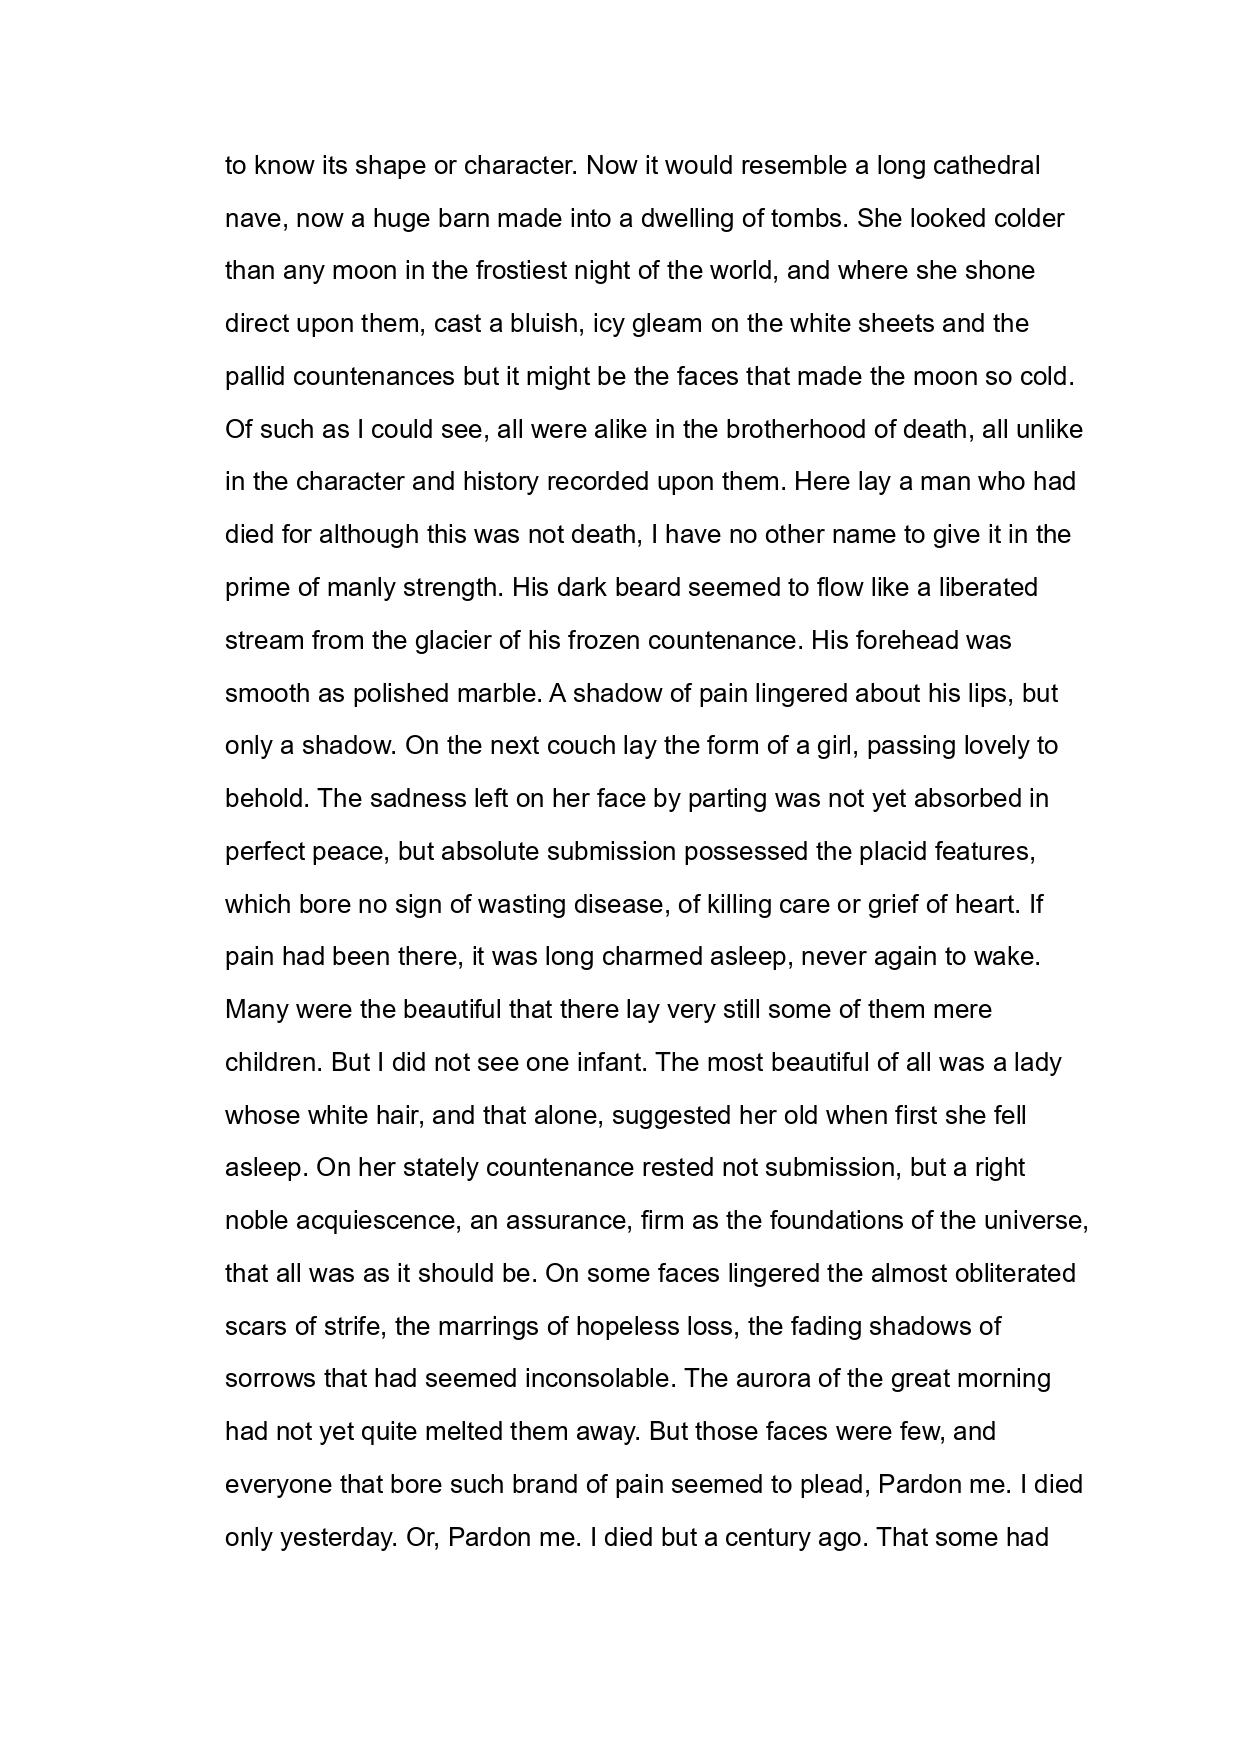 to know its shape or character. Now it would resemble a long cathedral
nave, now a huge barn made into a dwelling of tombs. She looked colder
than any moon in the frostiest night of the world, and where she shone
direct upon them, cast a bluish, icy gleam on the white sheets and the
pallid countenances but it might be the faces that made the moon so cold.
Of such as I could see, all were alike in the brotherhood of death, all unlike
in the character and history recorded upon them. Here lay a man who had
died for although this was not death, I have no other name to give it in the
prime of manly strength. His dark beard seemed to flow like a liberated
stream from the glacier of his frozen countenance. His forehead was
smooth as polished marble. A shadow of pain lingered about his lips, but
only a shadow. On the next couch lay the form of a girl, passing lovely to
behold. The sadness left on her face by parting was not yet absorbed in
perfect peace, but absolute submission possessed the placid features,
which bore no sign of wasting disease, of killing care or grief of heart. If
pain had been there, it was long charmed asleep, never again to wake.
Many were the beautiful that there lay very still some of them mere
children. But I did not see one infant. The most beautiful of all was a lady
whose white hair, and that alone, suggested her old when first she fell
asleep. On her stately countenance rested not submission, but a right
noble acquiescence, an assurance, firm as the foundations of the universe,
that all was as it should be. On some faces lingered the almost obliterated
scars of strife, the marrings of hopeless loss, the fading shadows of
sorrows that had seemed inconsolable. The aurora of the great morning
had not yet quite melted them away. But those faces were few, and
everyone that bore such brand of pain seemed to plead, Pardon me. I died
only yesterday. Or, Pardon me. I died but a century ago. That some had